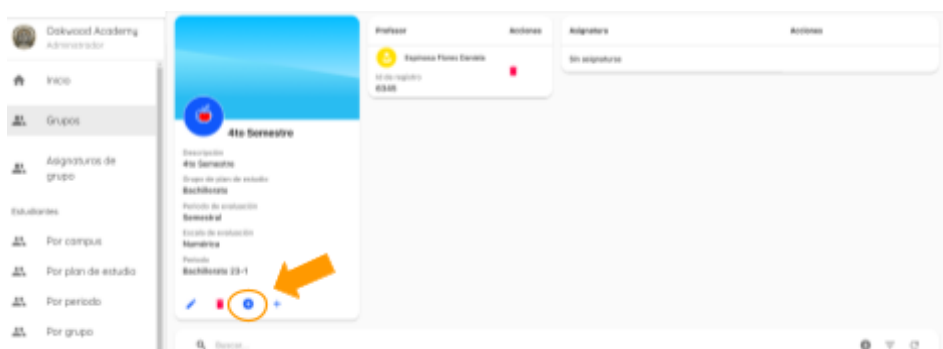 Oakwood Academy
Administrador
Inicio
Grupos
Asignaturas de
grupo
Estudiantes
Por campus
Por plan de estudio
Por periodo
Por grupo
4to Semestre
Descripción
4to Semestre
Grupo de plan de estudio
Bachillerato
Periodo de evaluación
Semestral
Escala de evaluación
Numérica
Periodo
Bachillerato 23-1
Profesor Acciones
Espinosa Flores Daniela
Id de registro
6368
Asignatura Acciones
Sin asignaturas
Buscar...